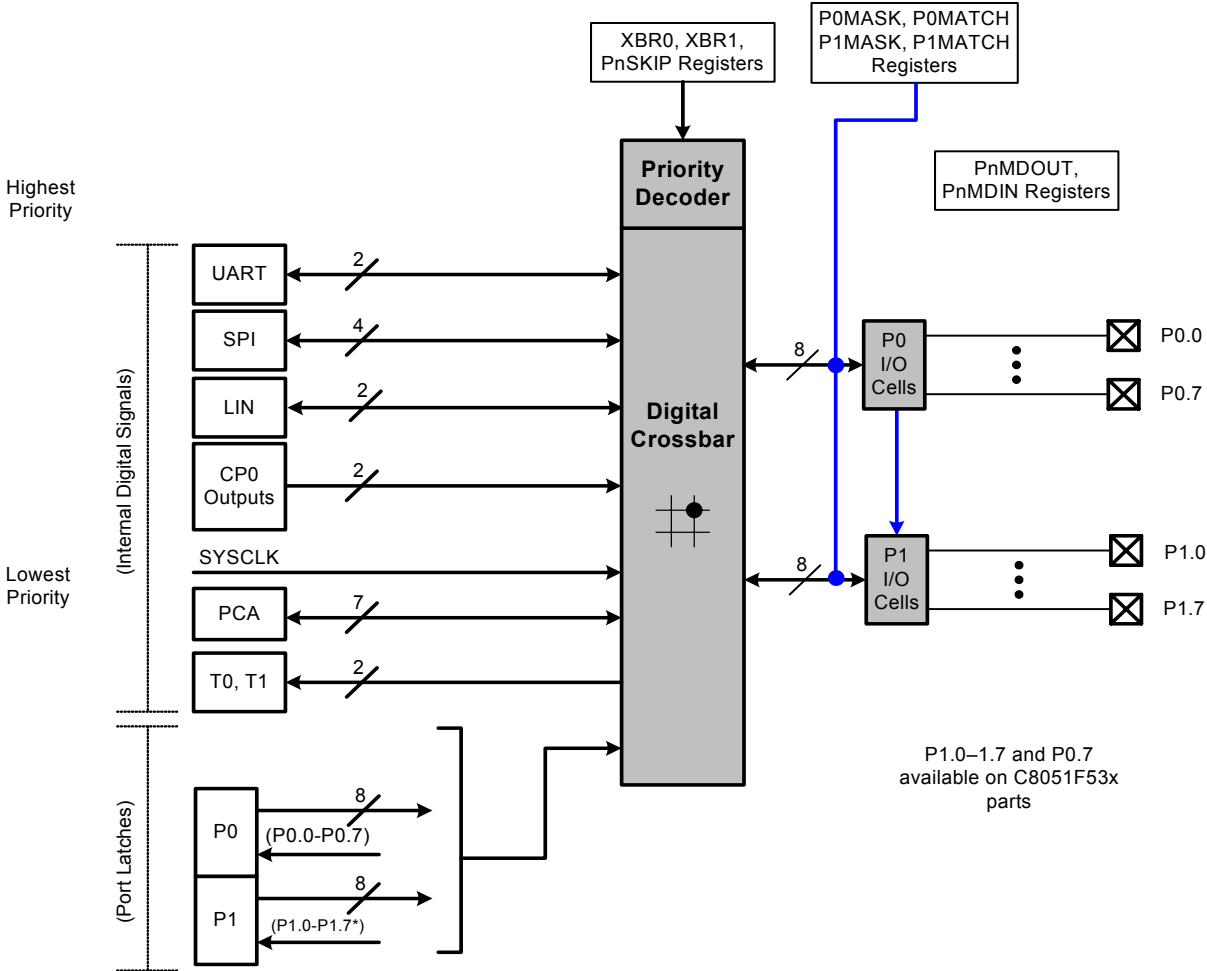 XBR0, XBR1,
PnSKIP Registers
P0MASK, P0MATCH
P1MASK, P1MATCH
Registers
PnMDOUT,
PnMDIN Registers
Priority
Decoder
Highest
Priority
(Internal Digital Signals)
UART
2
SPI
4
LIN
2
CP0
Outputs
2
SYSCLK
Lowest
Priority
PCA
7
T0, T1
2
Digital
Crossbar
8
P0
I/O
Cells
P0.0
P0.7
8
P1
I/O
Cells
P1.0
P1.7
(Port Latches)
P0
8
(P0.0-P0.7)
P1
8
(P1.0-P1.7*)
P1.0–1.7 and P0.7
available on C8051F53x
parts